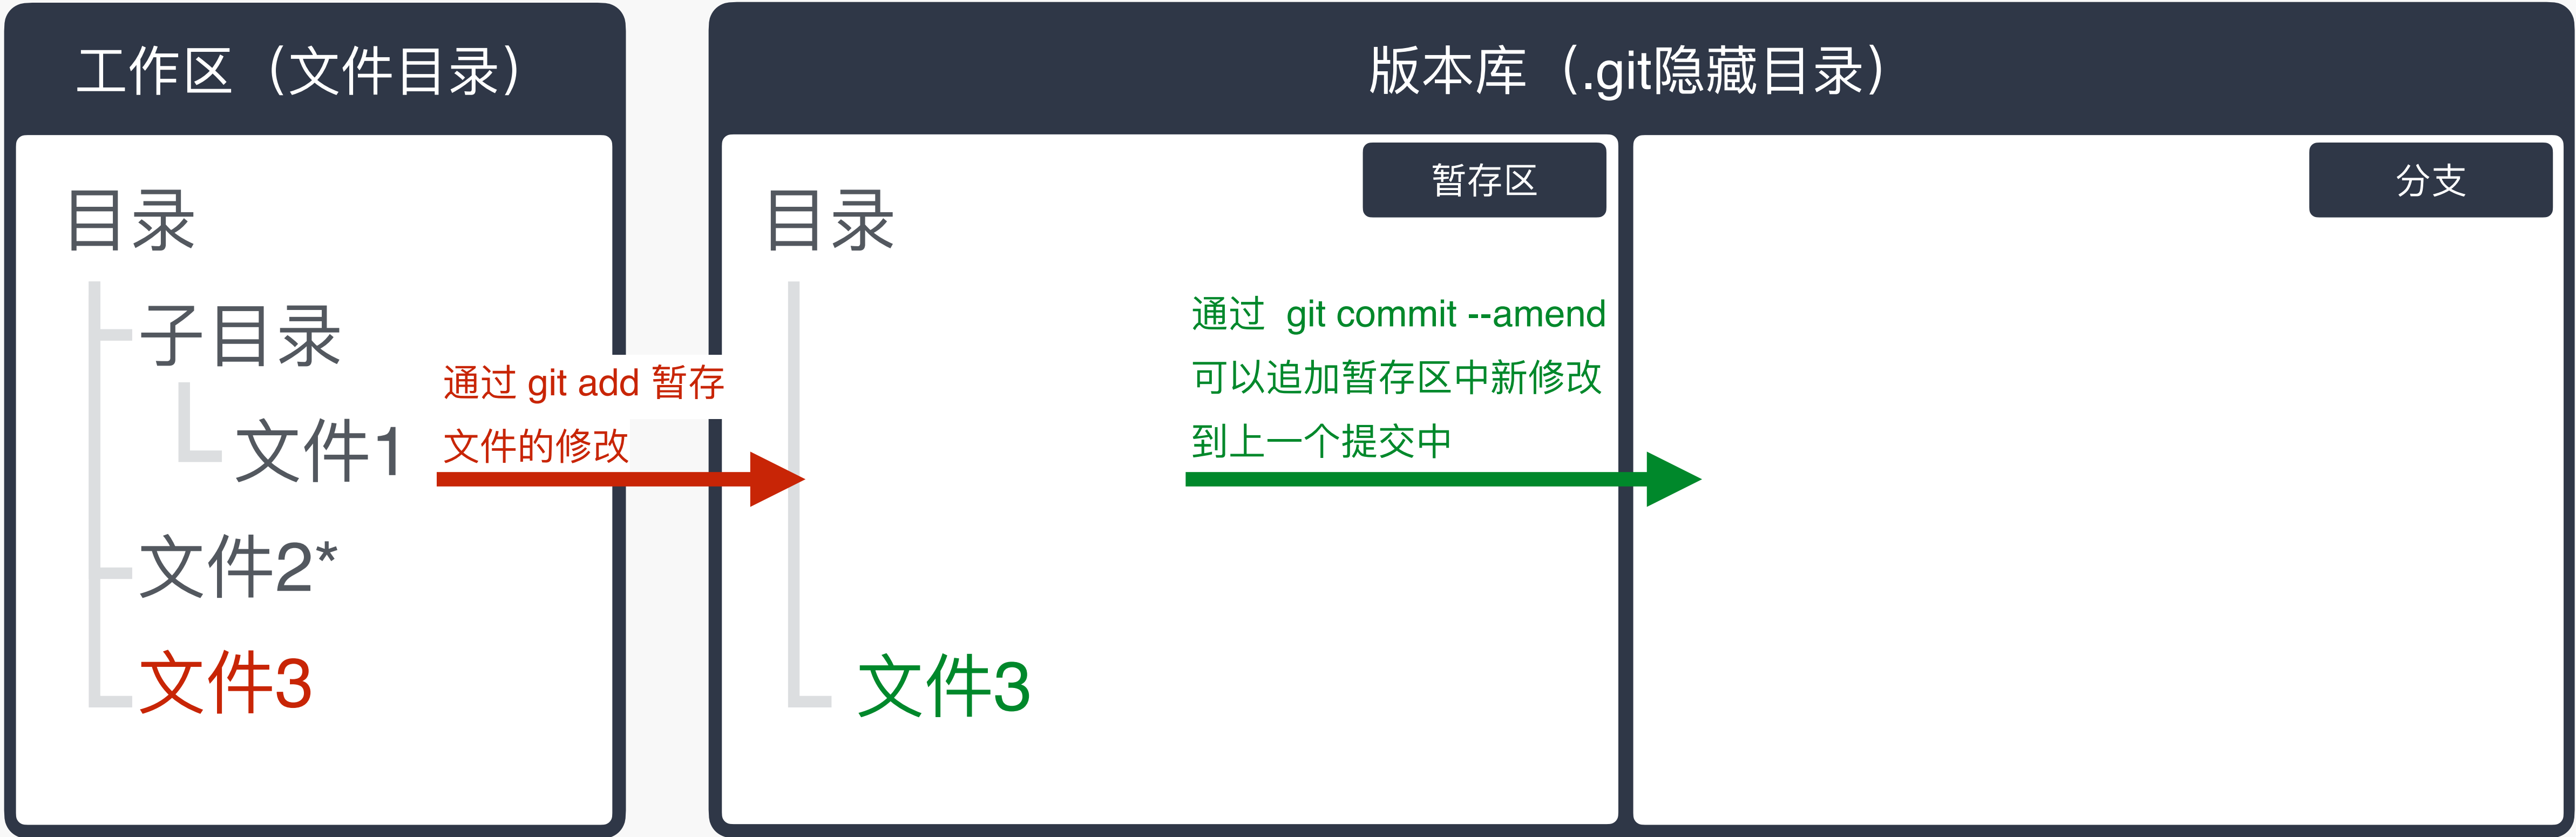 工作区（文件目录）
目录
子目录
文件1
文件2*
文件3
通过 git add 暂存
文件的修改
版本库（.git隐藏目录）
暂存区
目录
通过 git commit --amend
可以追加暂存区中新修改
到上一个提交中
文件3
分支